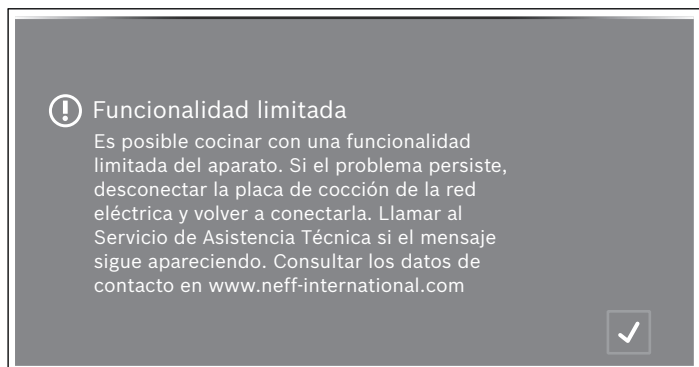 Funcionalidad limitada
Es posible cocinar con una funcionalidad
limitada del aparato. Si el problema persiste,
desconectar la placa de cocción de la red
eléctrica y volver a conectarla. Llamar al
Servicio de Asistencia Técnica si el mensaje
sigue apareciendo. Consultar los datos de
contacto en www.neff-international.com